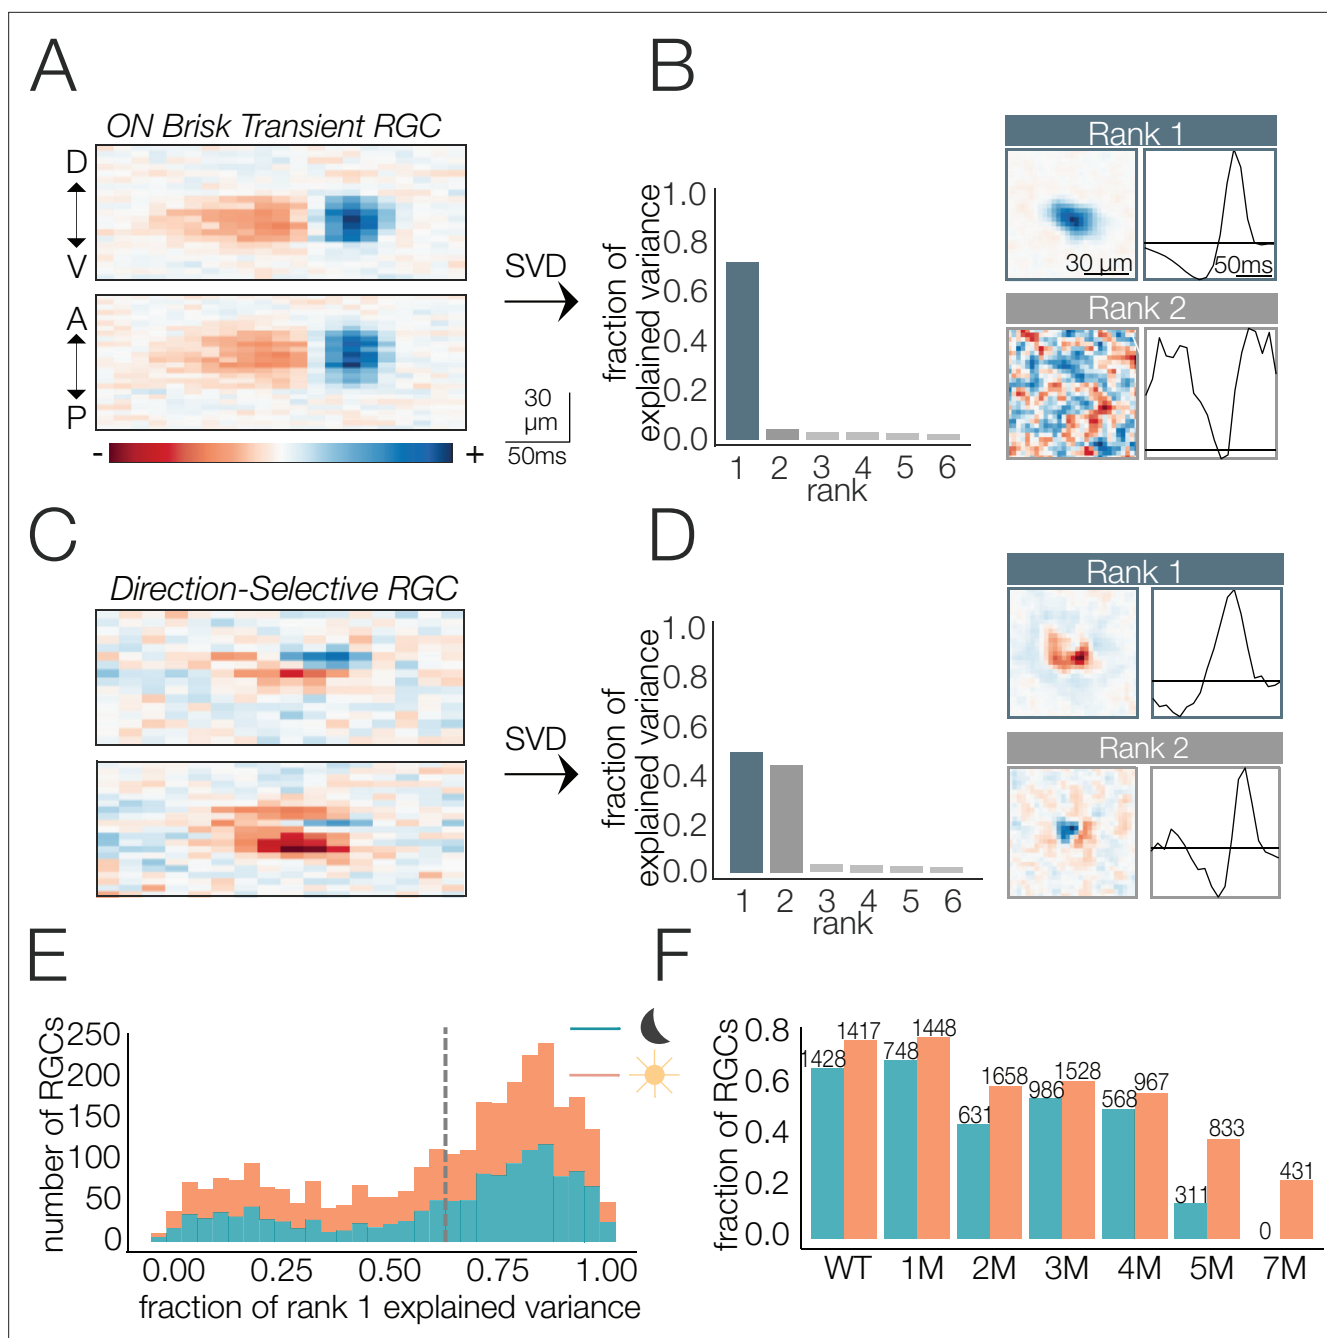 A
ON Brisk Transient RGC
D
V
A
P
- +
30
µm
50ms
SVD
B
fraction of
explained variance
1.0
0.8
0.6
0.4
0.2
0.0
1 2 3 4 5 6
rank
Rank 1
30 µm 50ms
Rank 2
C
Direction-Selective RGC
SVD
D
fraction of
explained variance
1.0
0.8
0.6
0.4
0.2
0.0
1 2 3 4 5 6
rank
Rank 1
Rank 2
E
number of RGCs
250
200
150
100
50
0
0.00 0.25 0.50 0.75 1.00
fraction of rank 1 explained variance
F
fraction of RGCs
0.8
0.6
0.4
0.2
0.0
1428 1417 748 1448 631 1658 986 1528 568 967 311 833 0 431
WT 1M 2M 3M 4M 5M 7M